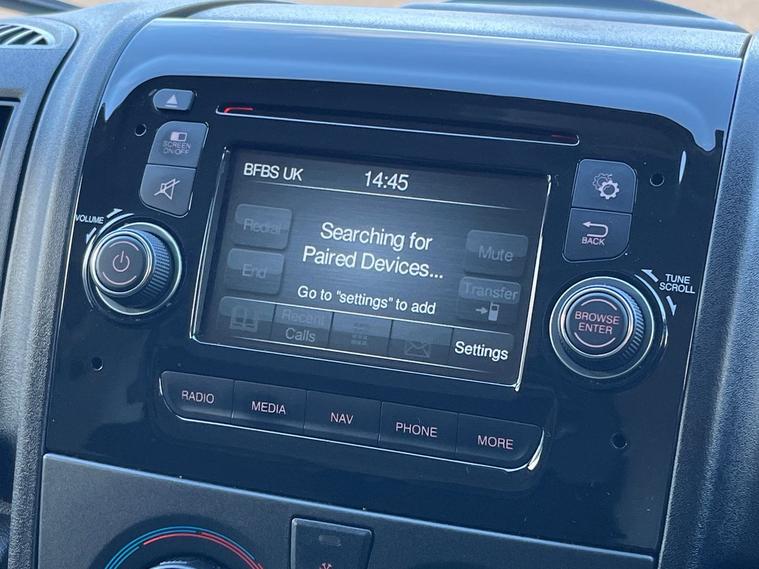 SCREEN
ON/OFF
VOLUME
BFBS UK
14:45
Redial
End
Searching for
Paired Devices...
Go to "settings" to add
Mute
Transfer
Recent
Calls
Settings
BACK
TUNE
SCROLL
BROWSE
ENTER
RADIO
MEDIA
NAV
PHONE
MORE